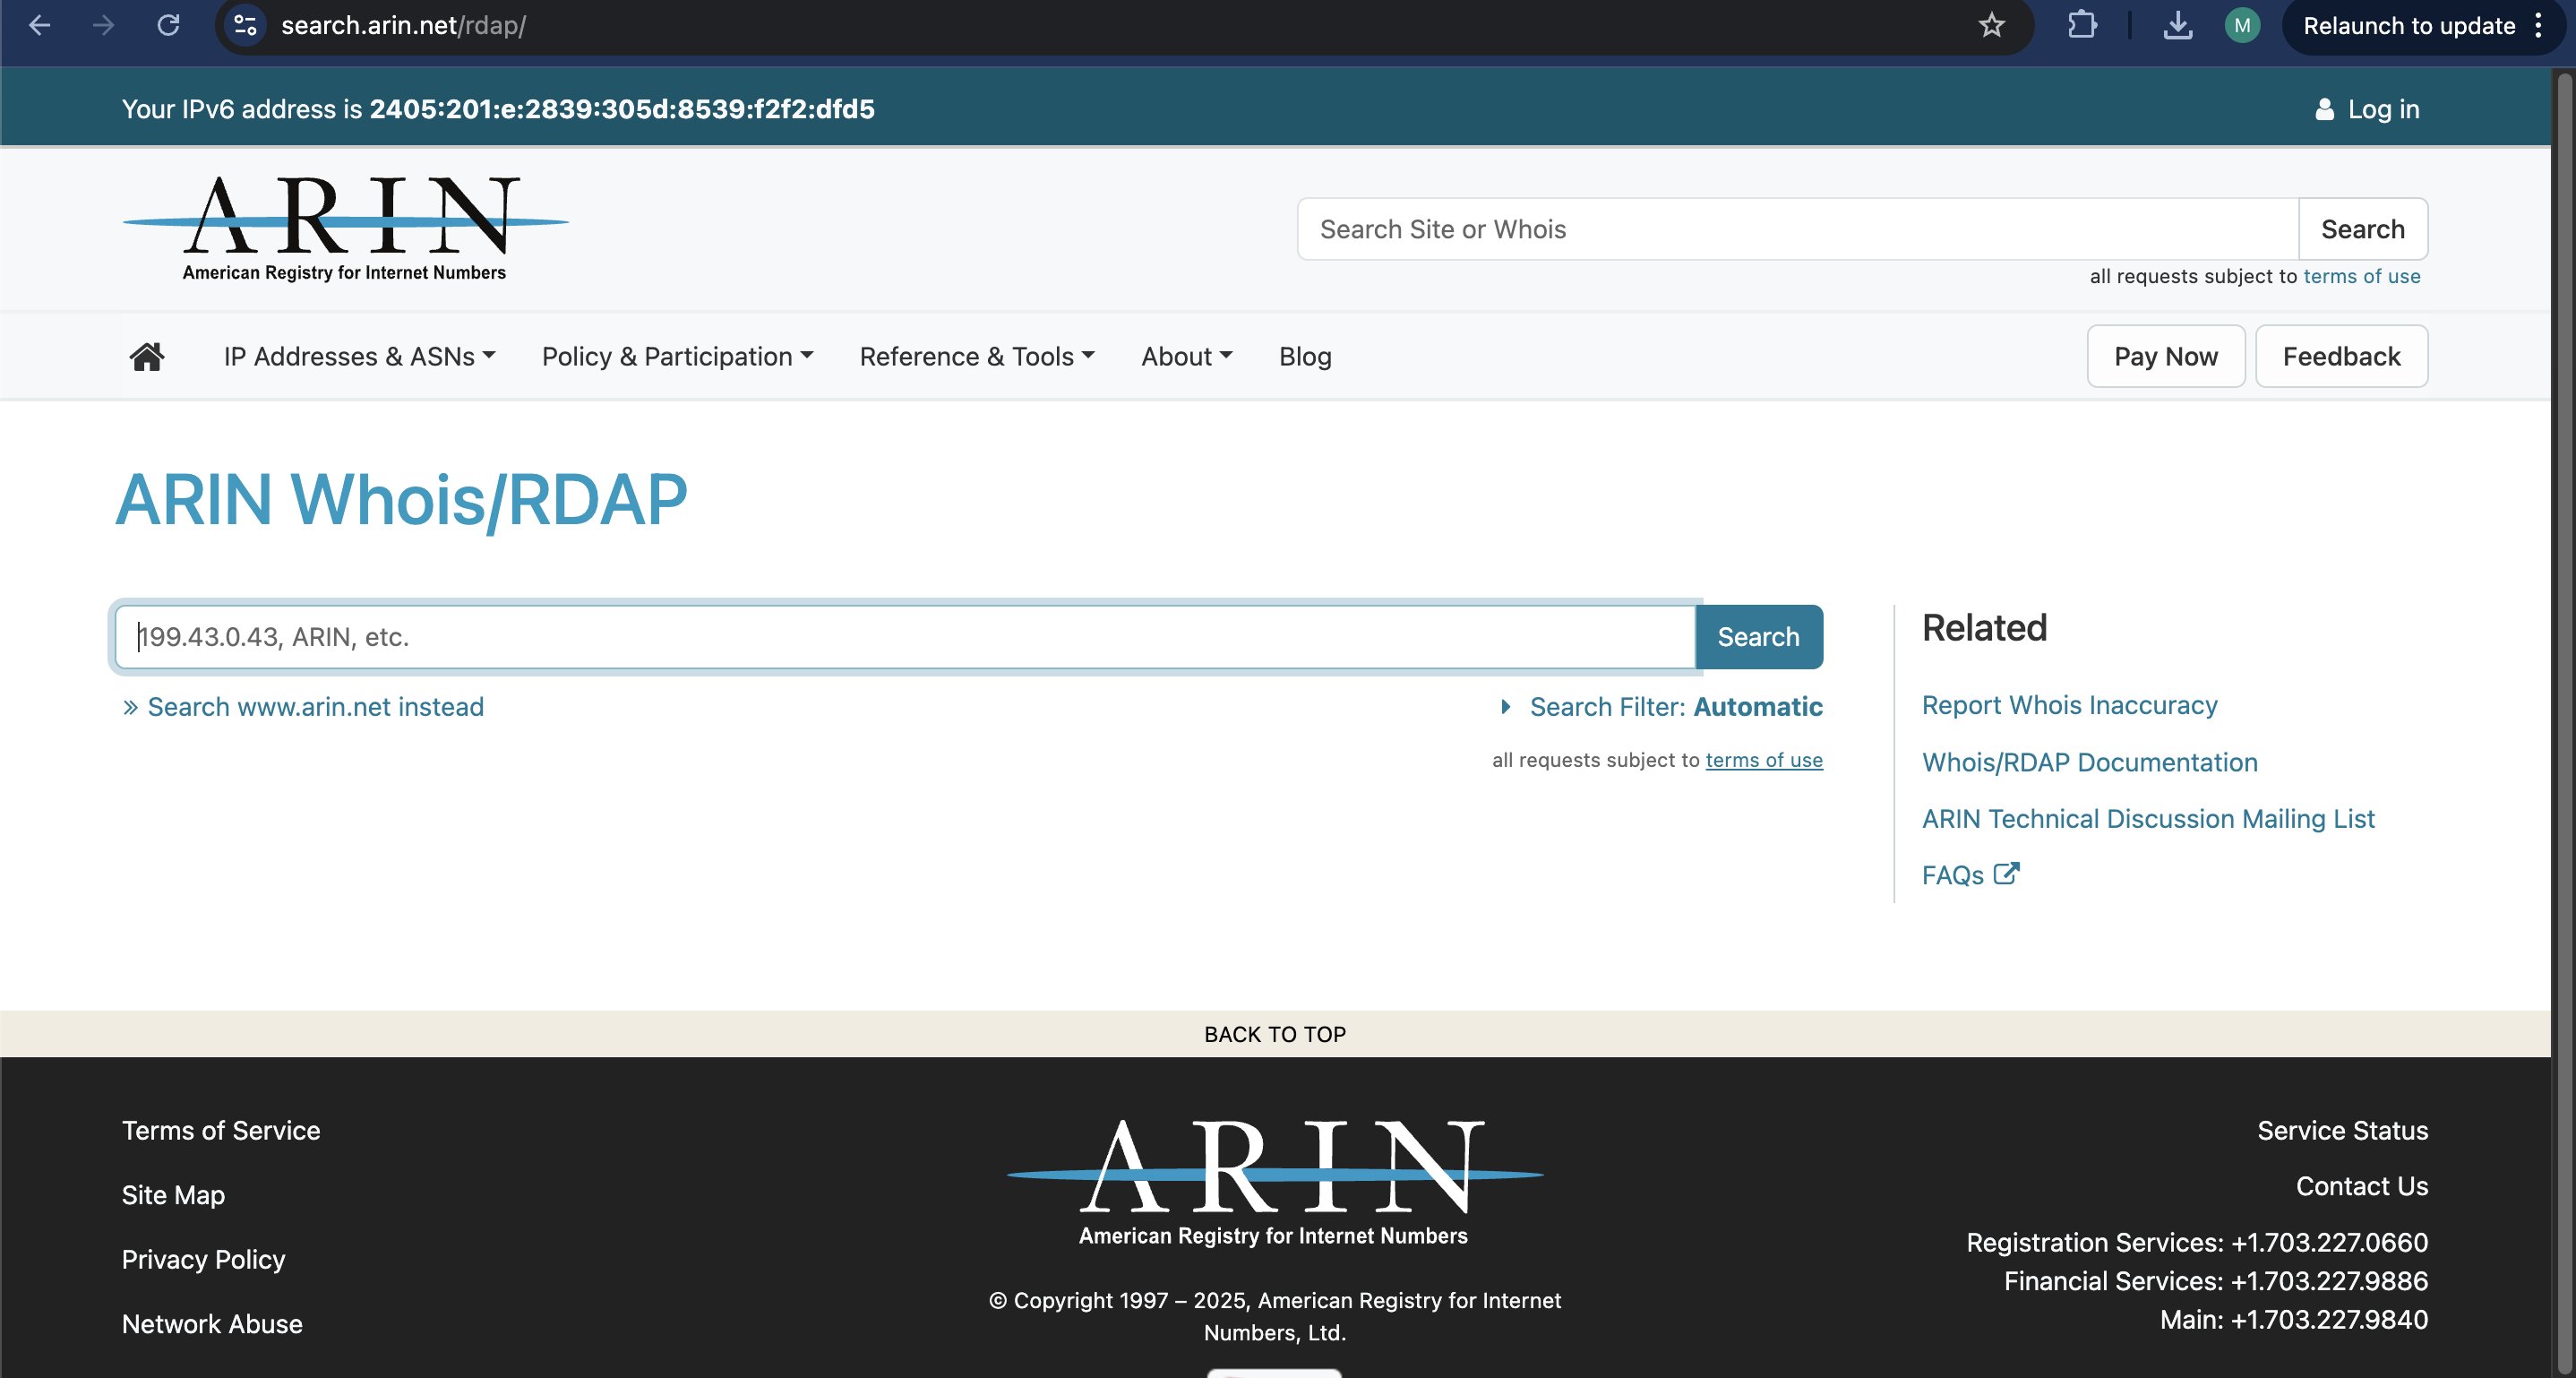 search.arin.net/rdap/
M
Relaunch to update
Your IPv6 address is 2405:201:e:2839:305d:8539:f2f2:dfd5
Log in
ARIN
American Registry for Internet Numbers
Search Site or Whois
Search
all requests subject to terms of use
IP Addresses & ASNs
Policy & Participation
Reference & Tools
About
Blog
Pay Now
Feedback
ARIN Whois/RDAP
199.43.0.43, ARIN, etc.
Search
» Search www.arin.net instead
Search Filter: Automatic
all requests subject to terms of use
Related
Report Whois Inaccuracy
Whois/RDAP Documentation
ARIN Technical Discussion Mailing List
FAQs
BACK TO TOP
Terms of Service
Site Map
Privacy Policy
Network Abuse
ARIN
American Registry for Internet Numbers
© Copyright 1997 – 2025, American Registry for Internet
Numbers, Ltd.
Service Status
Contact Us
Registration Services: +1.703.227.0660
Financial Services: +1.703.227.9886
Main: +1.703.227.9840